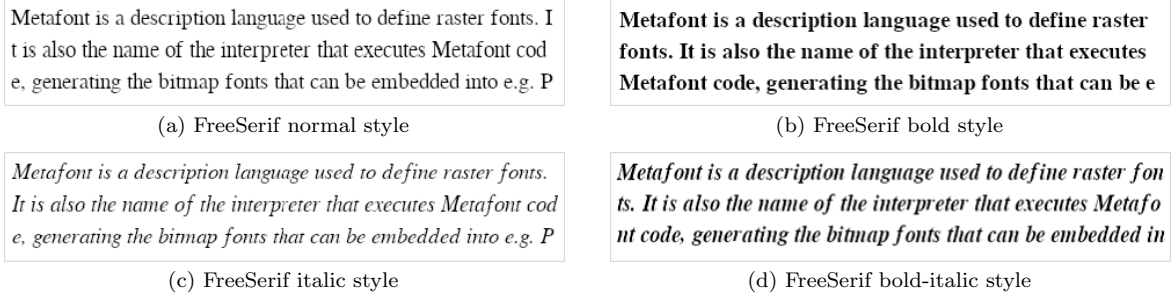 Metafont is a description language used to define raster fonts. I
t is also the name of the interpreter that executes Metafont cod
e, generating the bitmap fonts that can be embedded into e.g. P
(a) FreeSerif normal style
Metafont is a description language used to define raster
fonts. It is also the name of the interpreter that executes
Metafont code, generating the bitmap fonts that can be e
(b) FreeSerif bold style
Metafont is a description language used to define raster fonts.
It is also the name of the interpreter that executes Metafont cod
e, generating the bitmap fonts that can be embedded into e.g. P
(c) FreeSerif italic style
Metafont is a description language used to define raster fon
ts. It is also the name of the interpreter that executes Metafo
nt code, generating the bitmap fonts that can be embedded in
(d) FreeSerif bold-italic style